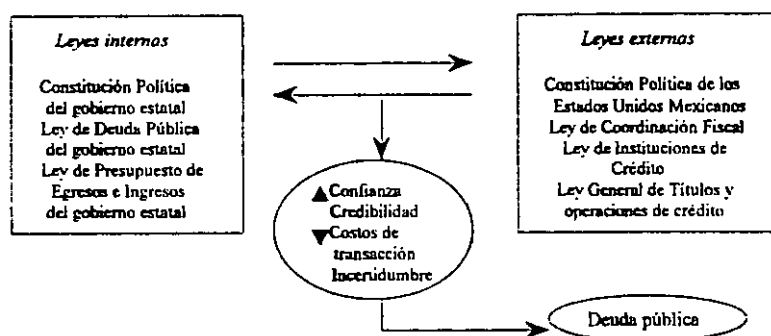 Leyes internas
Constitución Política
del gobierno estatal
Ley de Deuda Pública
del gobierno estatal
Ley de Presupuesto de
Egresos e Ingresos
del gobierno estatal
Leyes externas
Constitución Política de los
Estados Unidos Mexicanos
Ley de Coordinación Fiscal
Ley de Instituciones de
Crédito
Ley General de Títulos y
operaciones de crédito
▲Confianza
Credibilidad
▼Costos de
transacción
Incertidumbre
Deuda pública